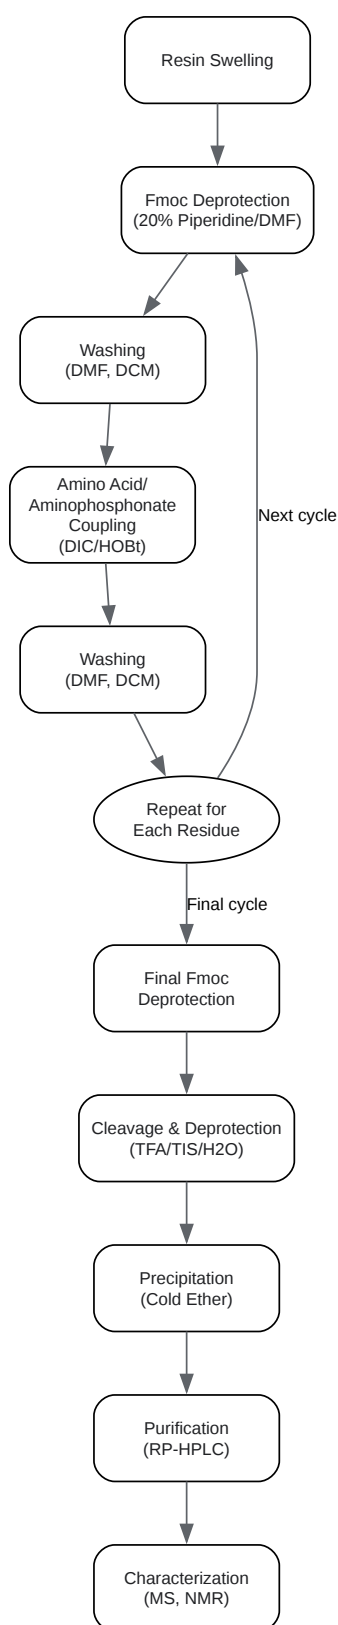 Resin Swelling
Fmoc Deprotection
(20% Piperidine/DMF)
Washing
(DMF, DCM)
Amino Acid/
Aminophosphonate
Coupling
(DIC/HOBt)
Next cycle
Washing
(DMF, DCM)
Repeat for
Each Residue
Final cycle
Final Fmoc
Deprotection
Cleavage & Deprotection
(TFA/TIS/H2O)
Precipitation
(Cold Ether)
Purification
(RP-HPLC)
Characterization
(MS, NMR)